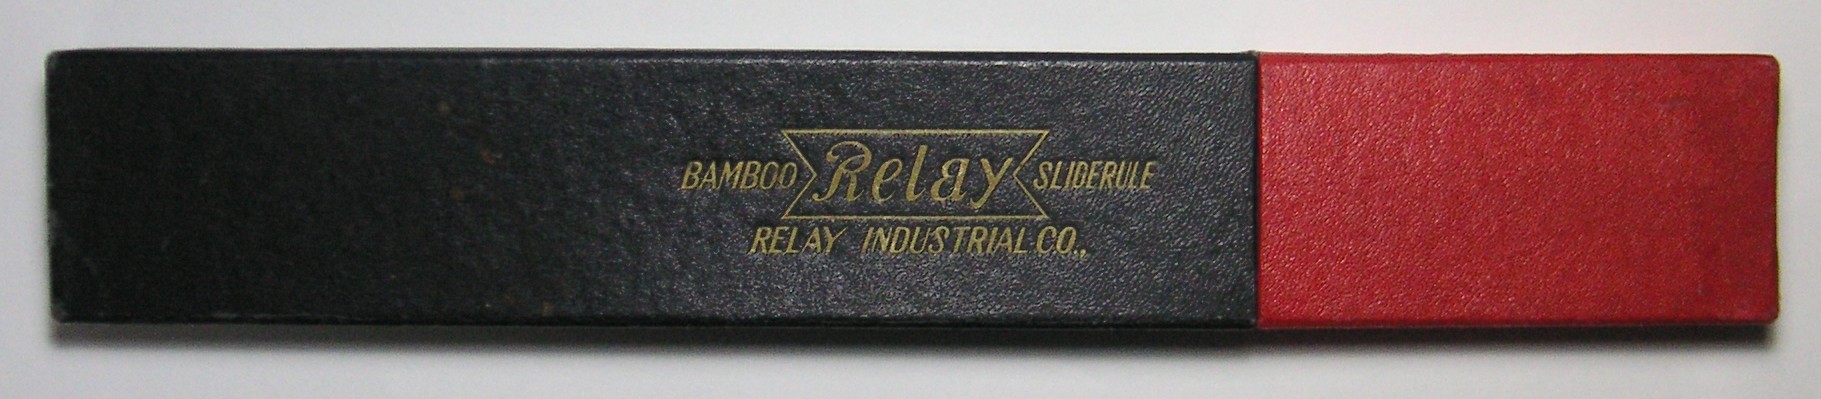 BAMBOO Relay SLIDERULE
RELAY INDUSTRIAL CO.,